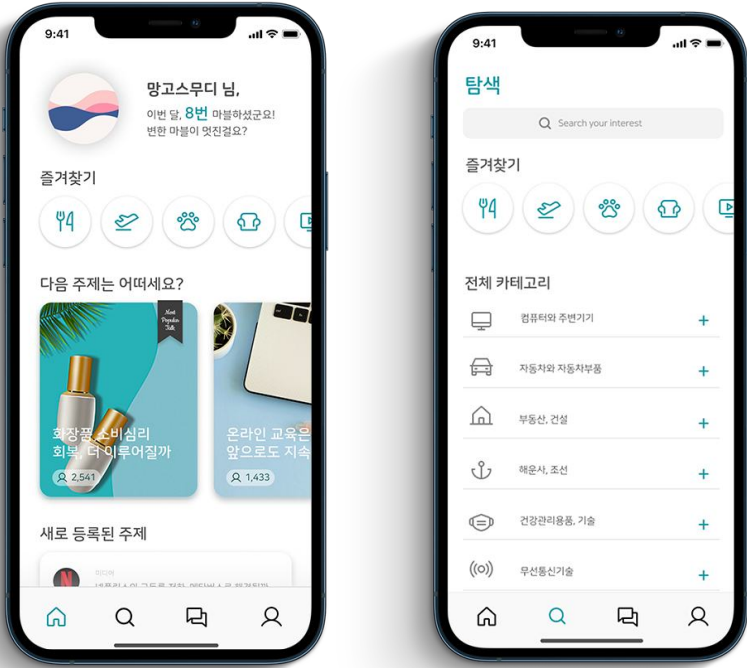 9:41
망고스무디 님,
이번 달, 8번 마블하셨군요!
변한 마블이 멋진걸요?
즐겨찾기
다음 주제는 어떠세요?
Most
Popular
Talk
화장품 소비심리
회복, 더 이루어질까
2,541
온라인 교육은
앞으로도 지속
1,433
새로 등록된 주제
미디어
N
9:41
탐색
Search your interest
즐겨찾기
전체 카테고리
컴퓨터와 주변기기
자동차와 자동차부품
부동산, 건설
해운사, 조선
건강관리용품, 기술
무선통신기술